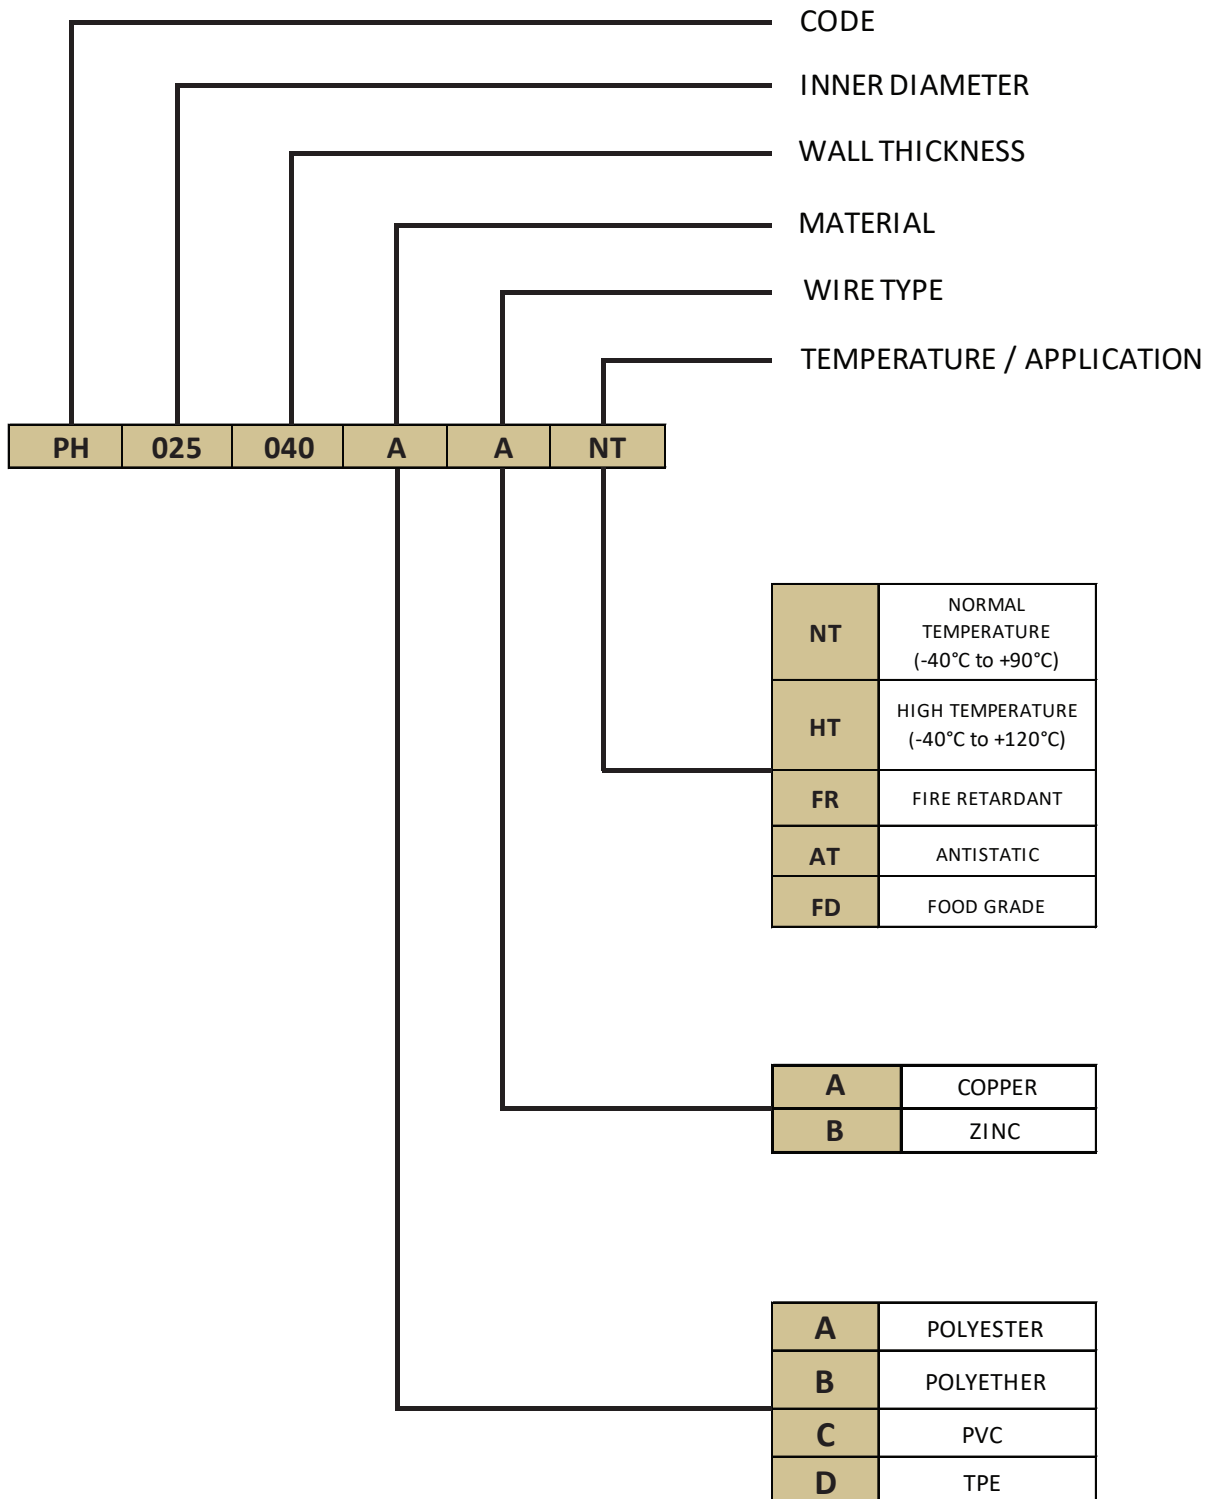 CODE
INNER DIAMETER
WALL THICKNESS
MATERIAL
WIRE TYPE
TEMPERATURE / APPLICATION
PH 025 040 A A NT
NT NORMAL
TEMPERATURE
(-40°C to +90°C)
HT HIGH TEMPERATURE
(-40°C to +120°C)
FR FIRE RETARDANT
AT ANTISTATIC
FD FOOD GRADE
A COPPER
B ZINC
A POLYESTER
B POLYETHER
C PVC
D TPE